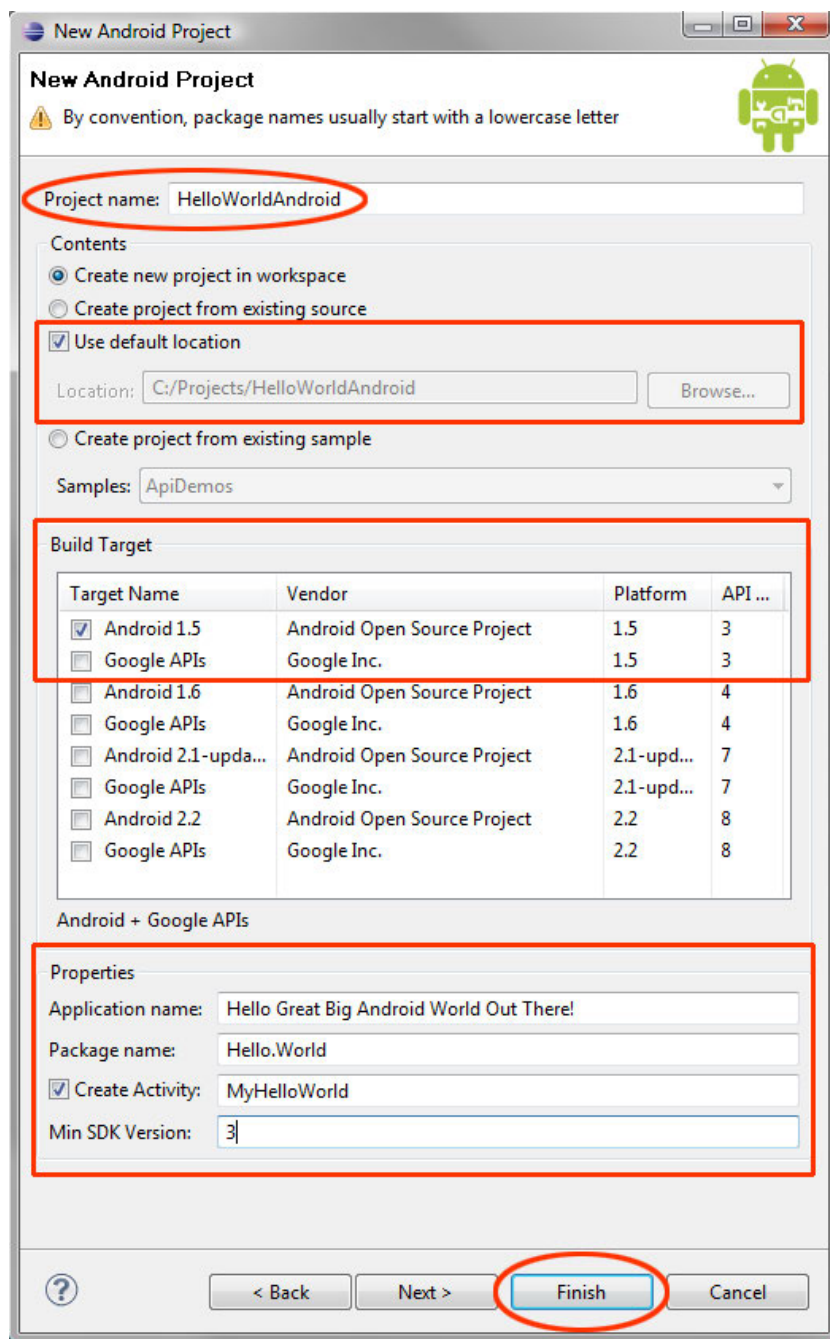 New Android Project
New Android Project
By convention, package names usually start with a lowercase letter
Project name: HelloWorldAndroid
Contents
Create new project in workspace
Create project from existing source
Use default location
Location: C:/Projects/HelloWorldAndroid Browse...
Create project from existing sample
Samples: ApiDemos
Build Target
Target Name Vendor Platform API ...
Android 1.5 Android Open Source Project 1.5 3
Google APIs Google Inc. 1.5 3
Android 1.6 Android Open Source Project 1.6 4
Google APIs Google Inc. 1.6 4
Android 2.1-upda... Android Open Source Project 2.1-upd... 7
Google APIs Google Inc. 2.1-upd... 7
Android 2.2 Android Open Source Project 2.2 8
Google APIs Google Inc. 2.2 8
Android + Google APIs
Properties
Application name: Hello Great Big Android World Out There!
Package name: Hello.World
Create Activity: MyHelloWorld
Min SDK Version: 3
? < Back Next > Finish Cancel